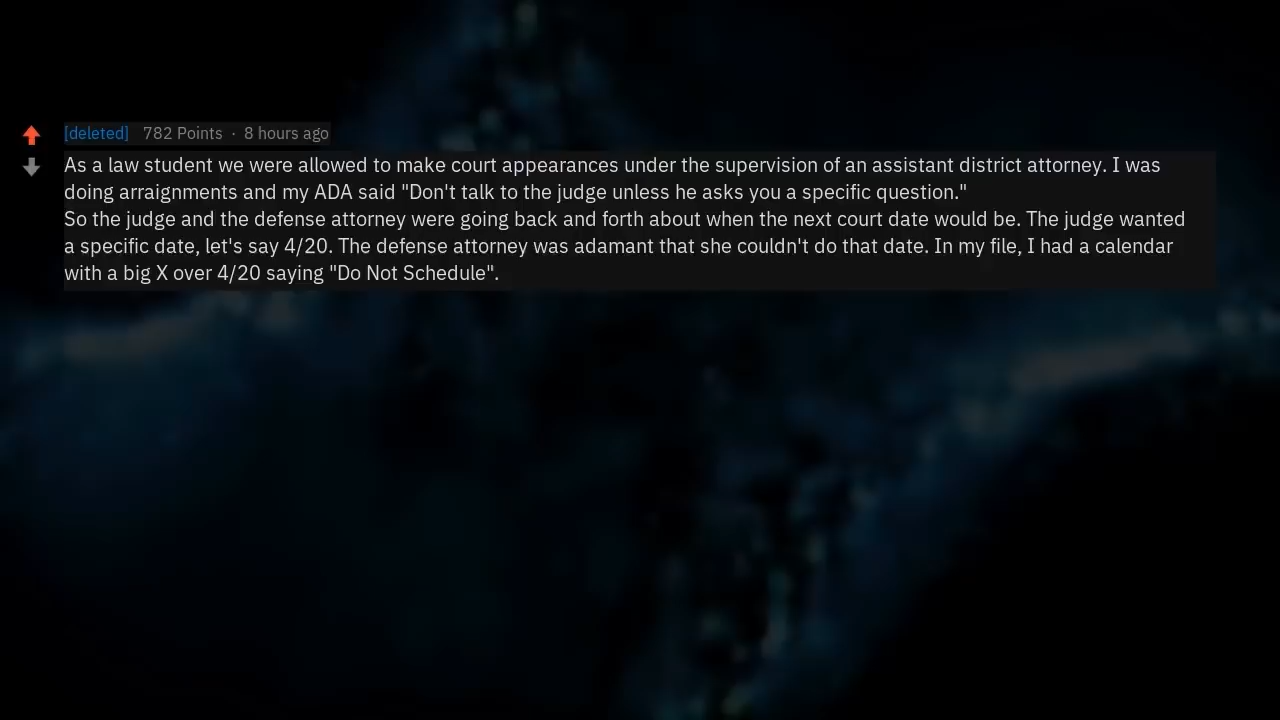 [deleted] 782 Points · 8 hours ago
As a law student we were allowed to make court appearances under the supervision of an assistant district attorney. I was
doing arraignments and my ADA said "Don't talk to the judge unless he asks you a specific question."
So the judge and the defense attorney were going back and forth about when the next court date would be. The judge wanted
a specific date, let's say 4/20. The defense attorney was adamant that she couldn't do that date. In my file, I had a calendar
with a big X over 4/20 saying "Do Not Schedule".